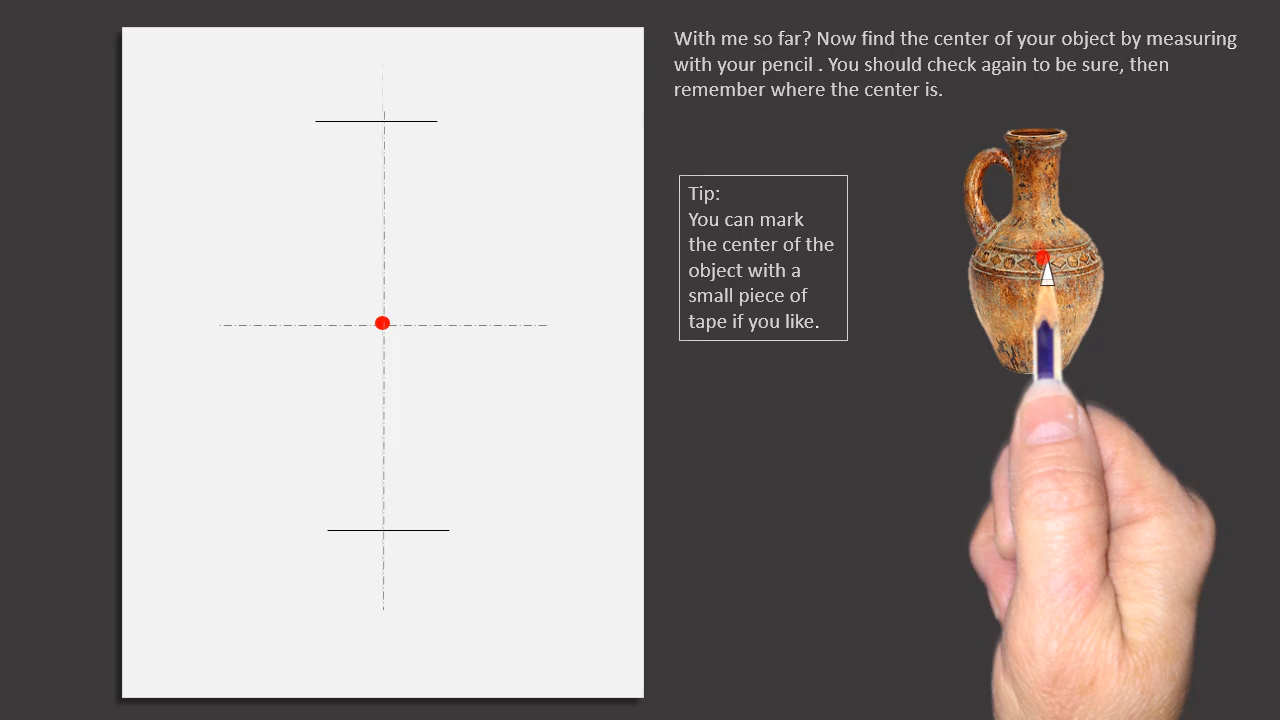 With me so far? Now find the center of your object by measuring
with your pencil . You should check again to be sure, then
remember where the center is.
Tip:
You can mark
the center of the
object with a
small piece of
tape if you like.